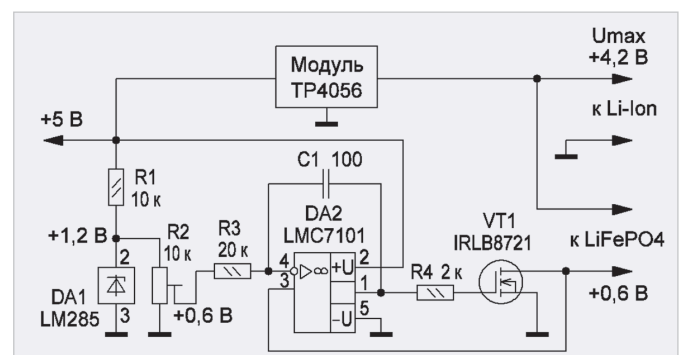 Модуль
TP4056
Umax
+4,2 В
к Li-Ion
+5 В
C1 100
R1
10 к
DA2
LMC7101
+1,2 В
R2
10 к
R3
20 к
VT1
IRLB8721
к LiFePO4
2
4
▷∞
+U
2
3
1
R4 2 к
5
–U
DA1
LM285
3
+0,6 В
+0,6 В